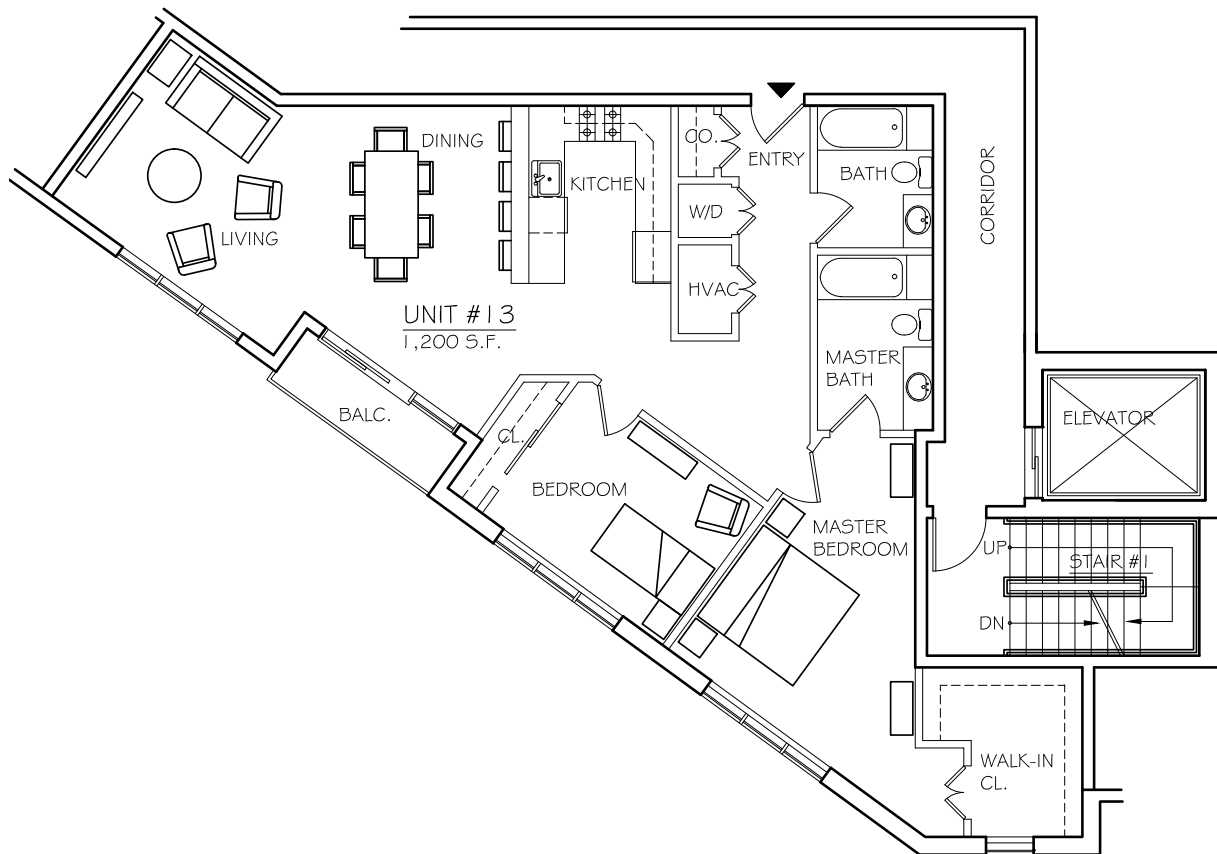 DINING
CO.
ENTRY
KITCHEN
BATH
CORRIDOR
W/D
LIVING
HVAC
UNIT #13
1,200 S.F.
MASTER
BATH
BALC.
ELEVATOR
CL.
BEDROOM
MASTER
BEDROOM
UP
STAIR #1
DN
WALK-IN
CL.